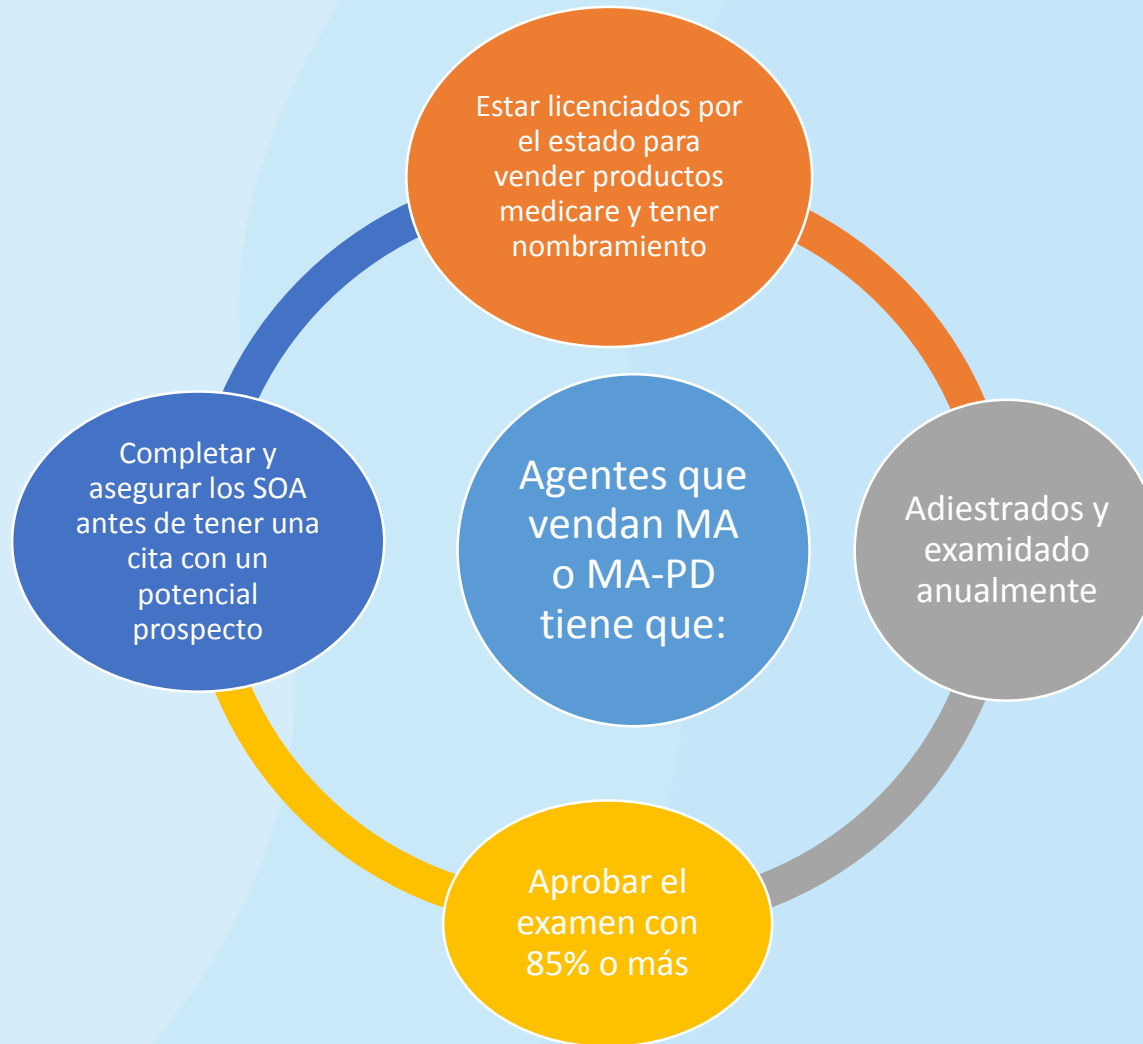 Estar licenciados por
el estado para
vender productos
medicare y tener
nombramiento
Adiestrados y
examidado
anualmente
Aprobar el
examen con
85% o más
Completar y
asegurar los SOA
antes de tener una
cita con un
potencial
prospecto
Agentes que
vendan MA
o MA-PD
tiene que: